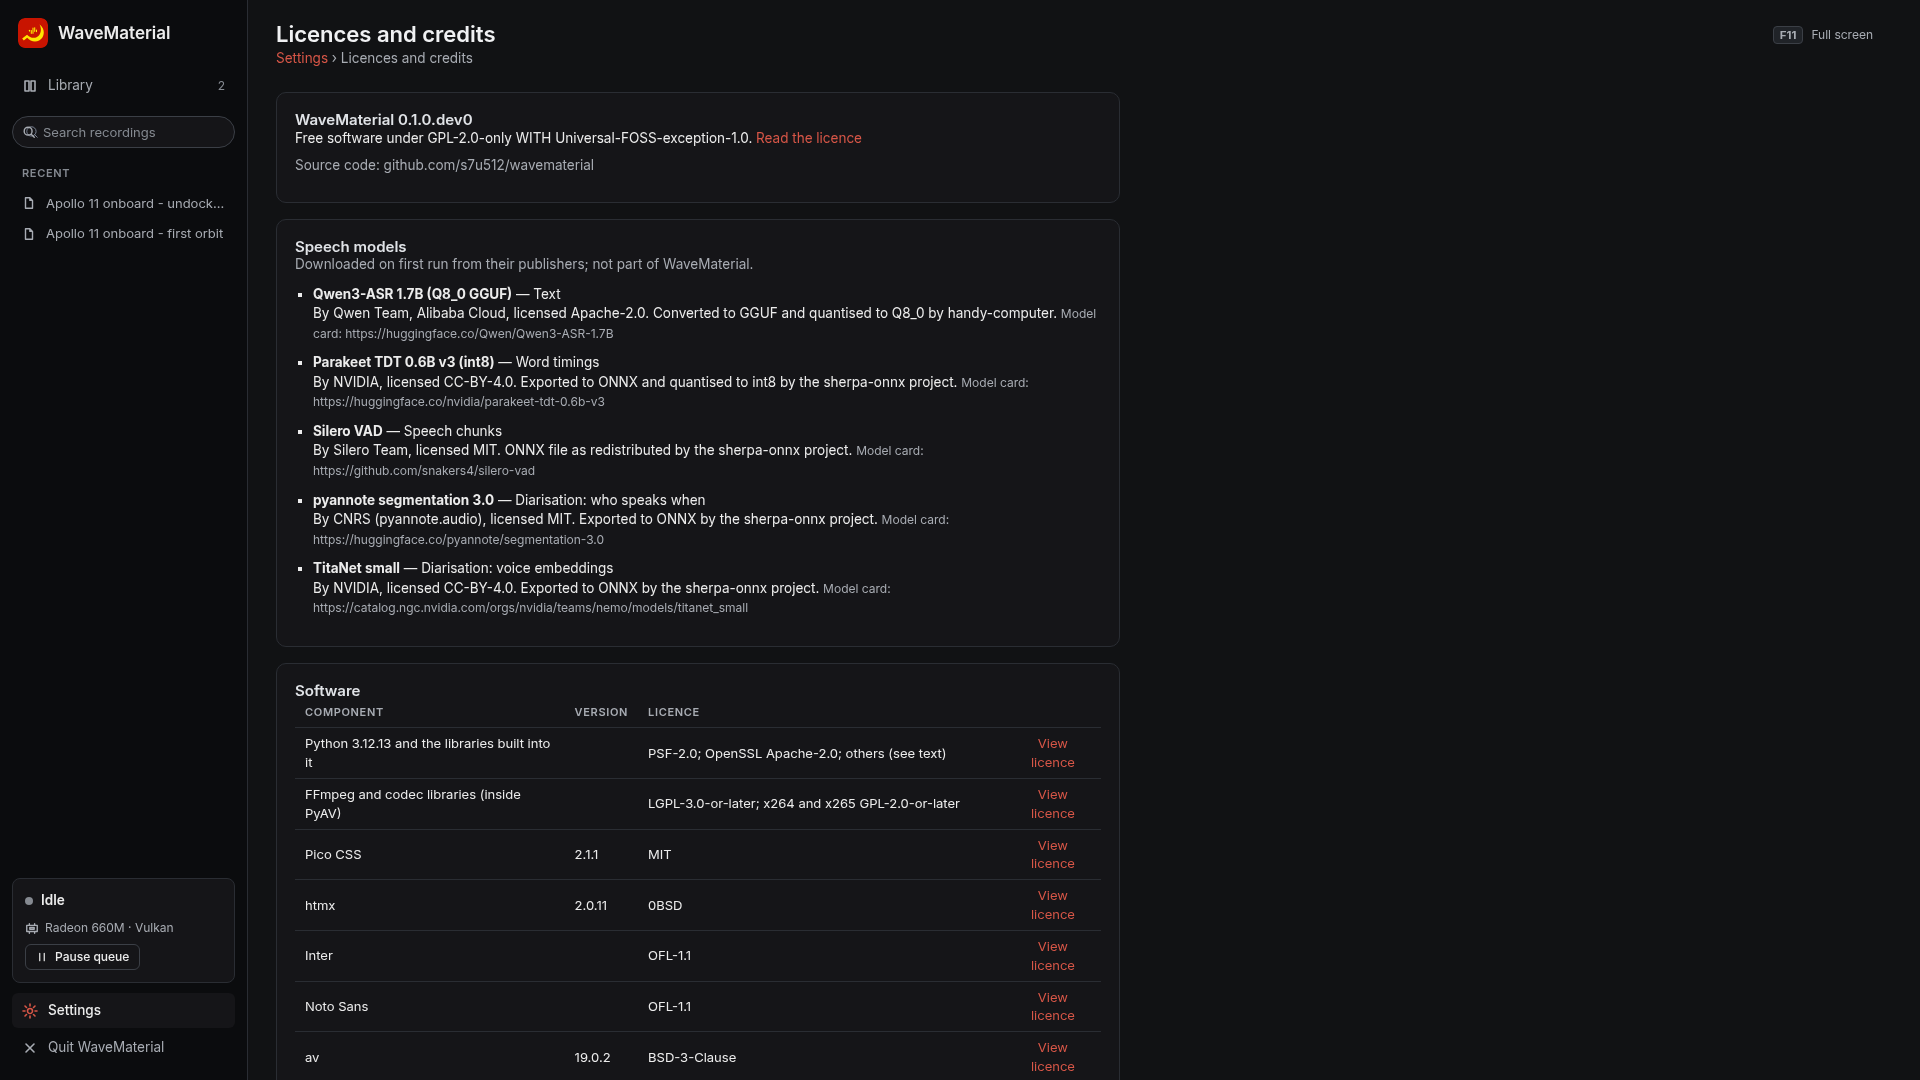 WaveMaterial
Library 2
Search recordings
RECENT
Apollo 11 onboard - undock...
Apollo 11 onboard - first orbit
Idle
Radeon 660M · Vulkan
Pause queue
Settings
Quit WaveMaterial
Licences and credits
Settings › Licences and credits
F11 Full screen
WaveMaterial 0.1.0.dev0
Free software under GPL-2.0-only WITH Universal-FOSS-exception-1.0. Read the licence
Source code: github.com/s7u512/wavematerial
Speech models
Downloaded on first run from their publishers; not part of WaveMaterial.
Qwen3-ASR 1.7B (Q8_0 GGUF) — Text
By Qwen Team, Alibaba Cloud, licensed Apache-2.0. Converted to GGUF and quantised to Q8_0 by handy-computer. Model
card: https://huggingface.co/Qwen/Qwen3-ASR-1.7B
Parakeet TDT 0.6B v3 (int8) — Word timings
By NVIDIA, licensed CC-BY-4.0. Exported to ONNX and quantised to int8 by the sherpa-onnx project. Model card:
https://huggingface.co/nvidia/parakeet-tdt-0.6b-v3
Silero VAD — Speech chunks
By Silero Team, licensed MIT. ONNX file as redistributed by the sherpa-onnx project. Model card:
https://github.com/snakers4/silero-vad
pyannote segmentation 3.0 — Diarisation: who speaks when
By CNRS (pyannote.audio), licensed MIT. Exported to ONNX by the sherpa-onnx project. Model card:
https://huggingface.co/pyannote/segmentation-3.0
TitaNet small — Diarisation: voice embeddings
By NVIDIA, licensed CC-BY-4.0. Exported to ONNX by the sherpa-onnx project. Model card:
https://catalog.ngc.nvidia.com/orgs/nvidia/teams/nemo/models/titanet_small
Software
COMPONENT VERSION LICENCE
Python 3.12.13 and the libraries built into
it
PSF-2.0; OpenSSL Apache-2.0; others (see text)
View
licence
FFmpeg and codec libraries (inside
PyAV)
LGPL-3.0-or-later; x264 and x265 GPL-2.0-or-later
View
licence
Pico CSS 2.1.1 MIT
View
licence
htmx 2.0.11 0BSD
View
licence
Inter OFL-1.1
View
licence
Noto Sans OFL-1.1
View
licence
av 19.0.2 BSD-3-Clause
View
licence